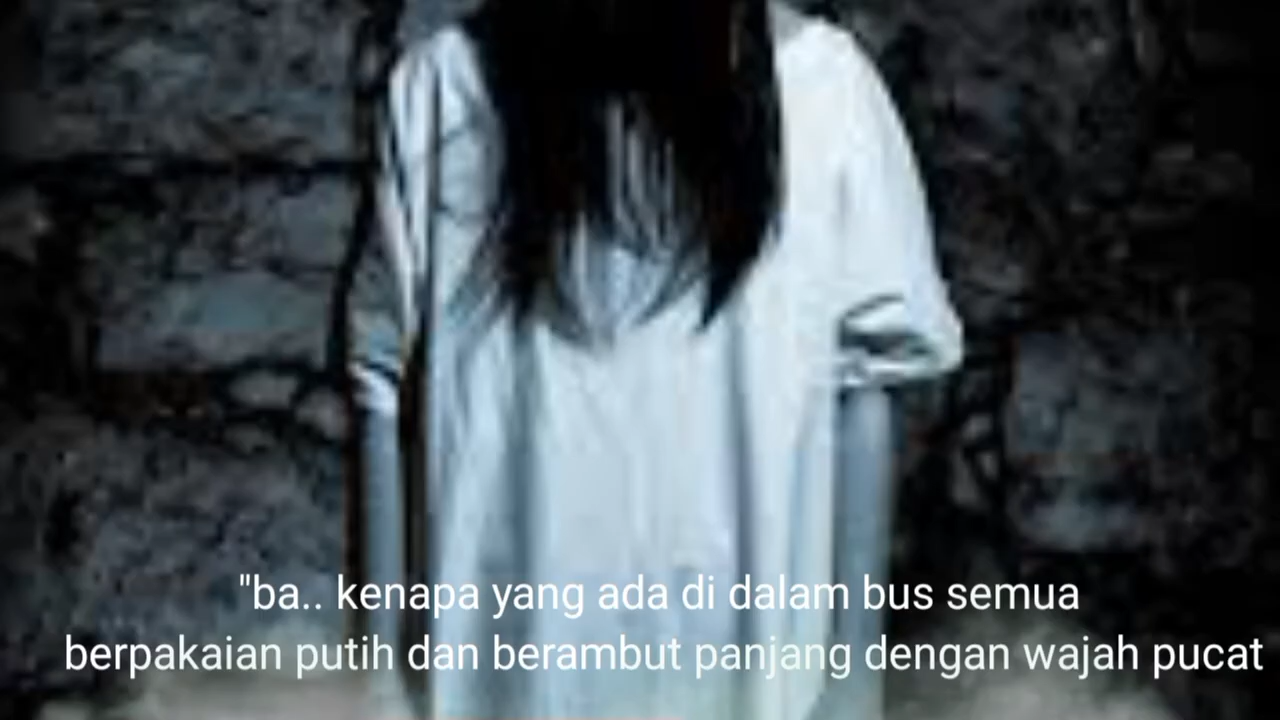 "ba.. kenapa yang ada di dalam bus semua
berpakaian putih dan berambut panjang dengan wajah pucat